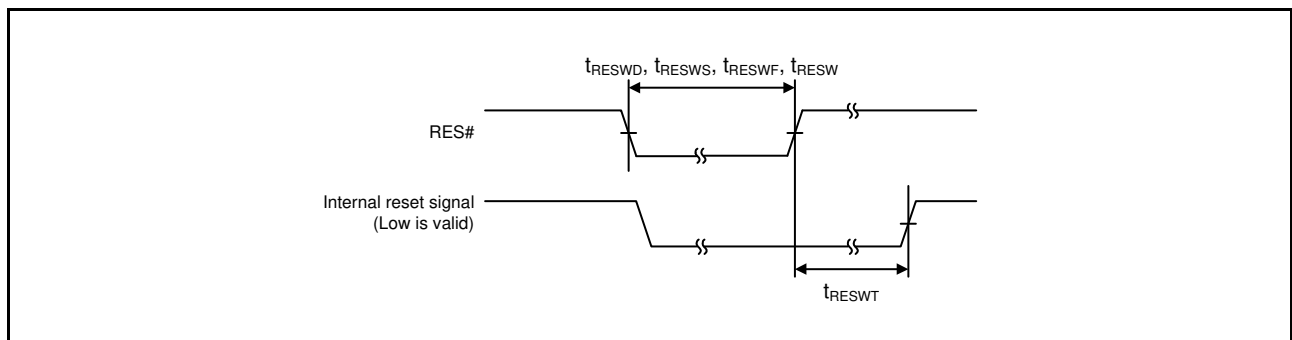 tRESWD, tRESWS, tRESWF, tRESW
RES#
Internal reset signal
(Low is valid)
tRESWT